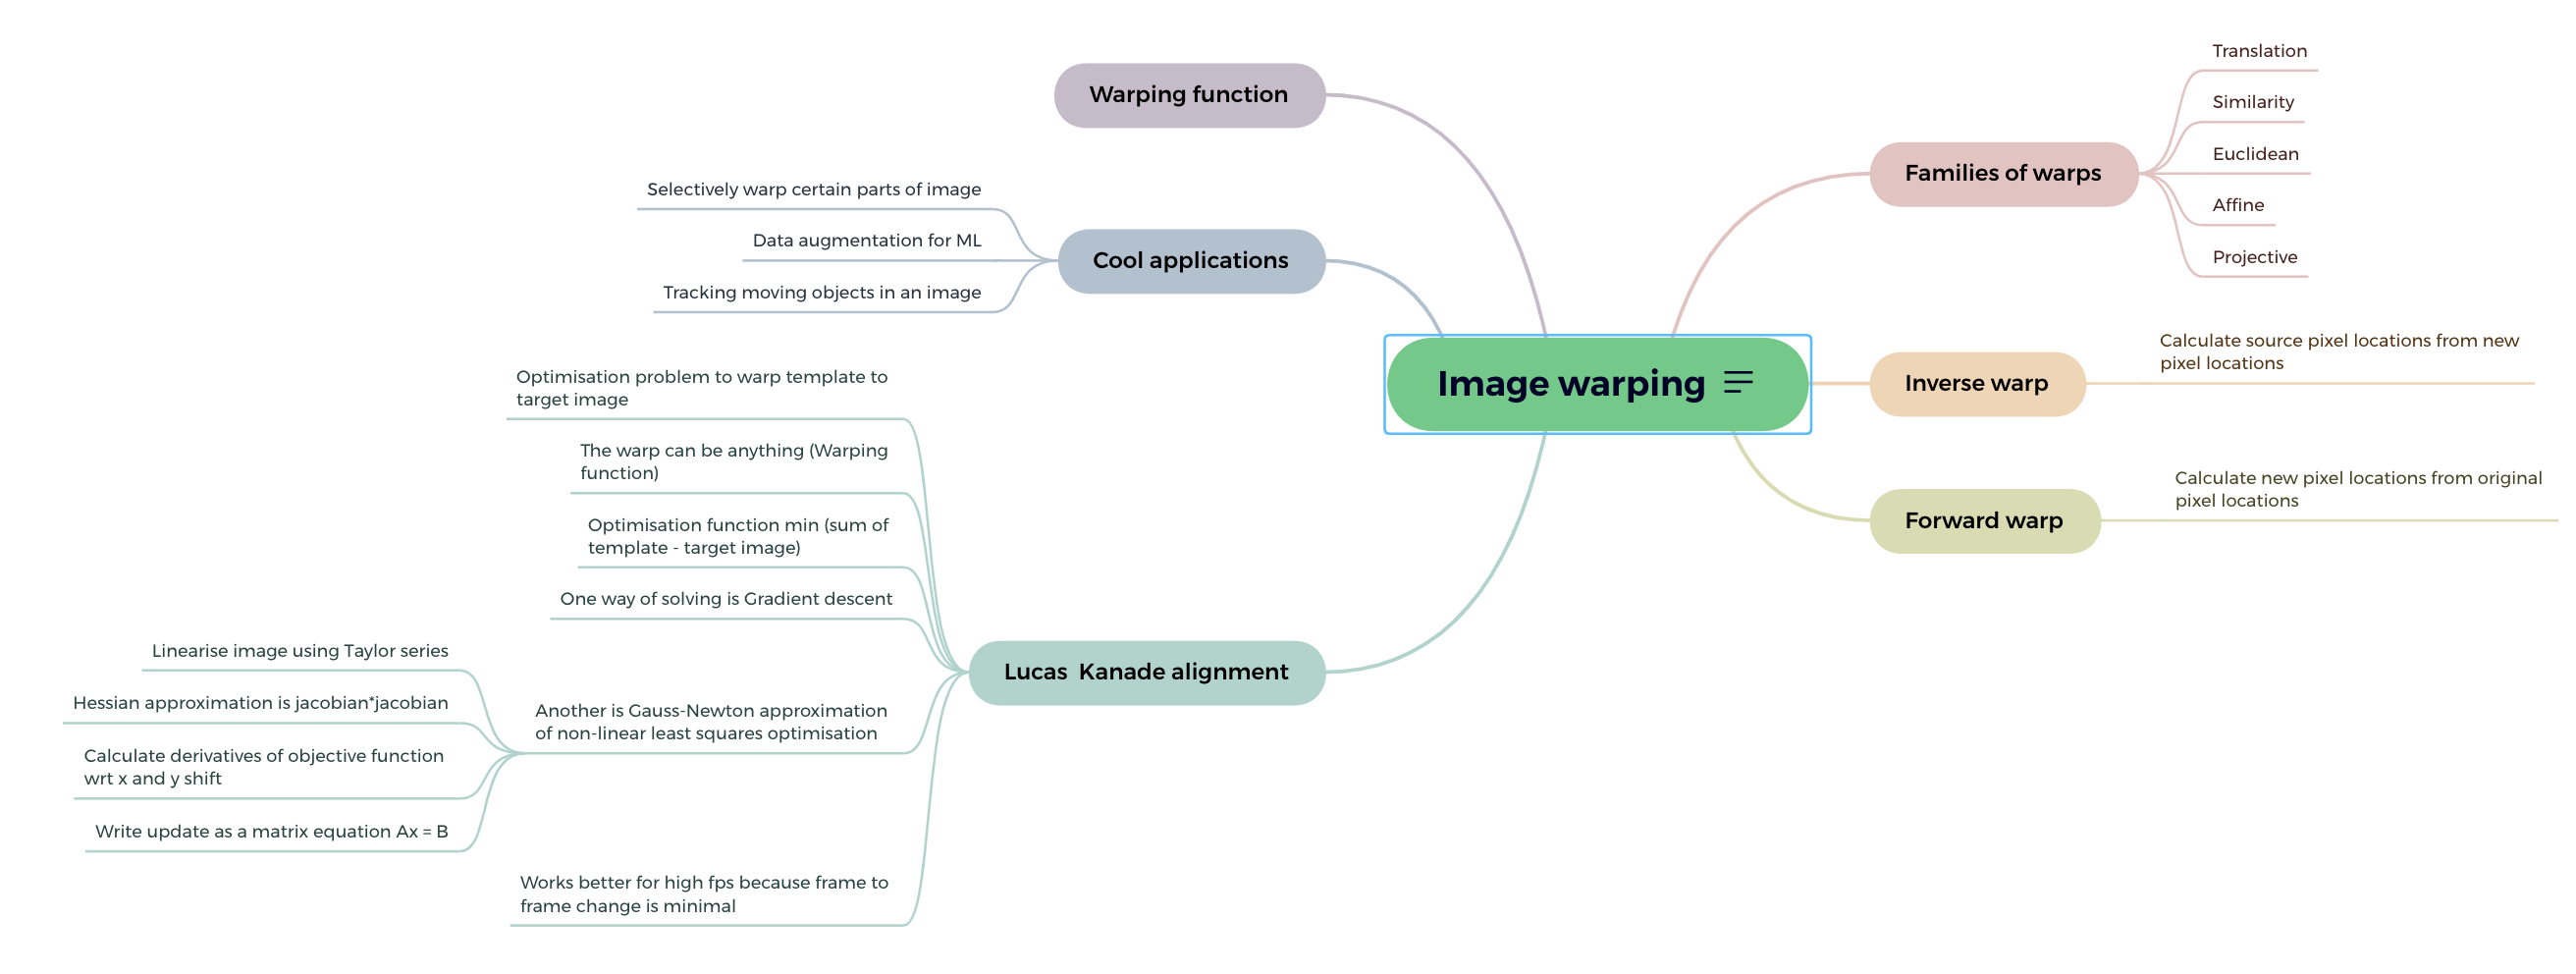 Image warping
Warping function
Cool applications
Selectively warp certain parts of image
Data augmentation for ML
Tracking moving objects in an image
Lucas  Kanade alignment
Optimisation problem to warp template to
target image
The warp can be anything (Warping
function)
Optimisation function min (sum of
template - target image)
One way of solving is Gradient descent
Another is Gauss-Newton approximation
of non-linear least squares optimisation
Linearise image using Taylor series
Hessian approximation is jacobian*jacobian
Calculate derivatives of objective function
wrt x and y shift
Write update as a matrix equation Ax = B
Works better for high fps because frame to
frame change is minimal
Families of warps
Translation
Similarity
Euclidean
Affine
Projective
Inverse warp
Calculate source pixel locations from new
pixel locations
Forward warp
Calculate new pixel locations from original
pixel locations